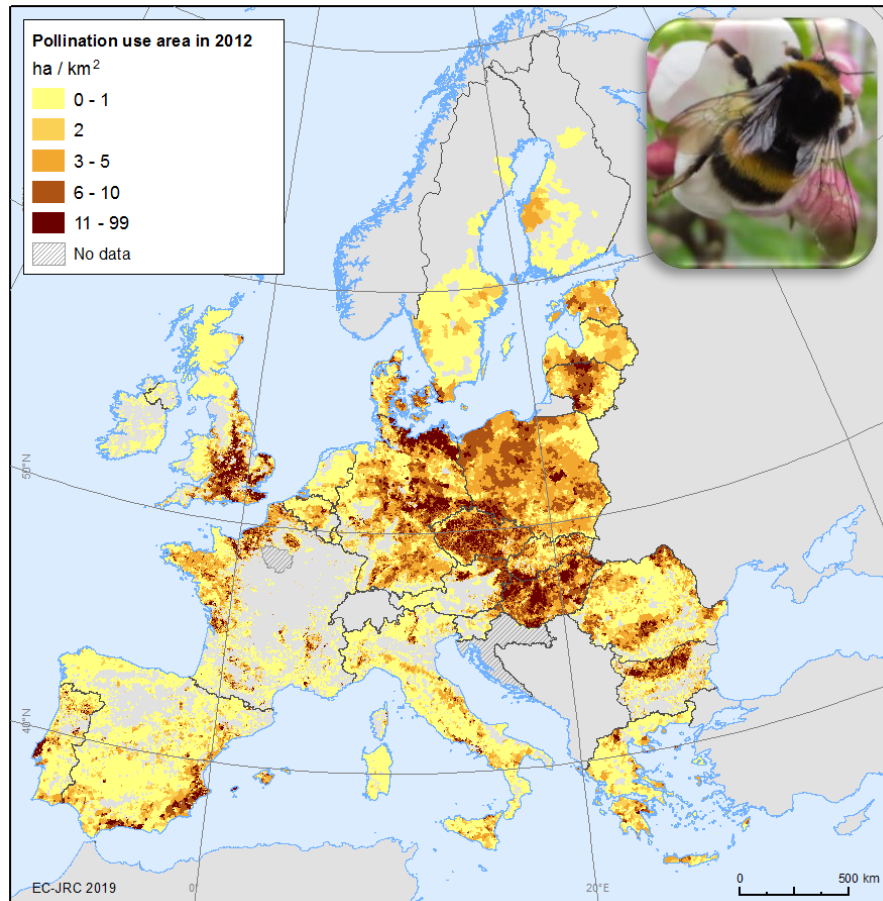 Pollination use area in 2012
ha / km²
0 - 1
2
3 - 5
6 - 10
11 - 99
No data
50°N
40°N
EC-JRC 2019
0°
20°E
0 500 km